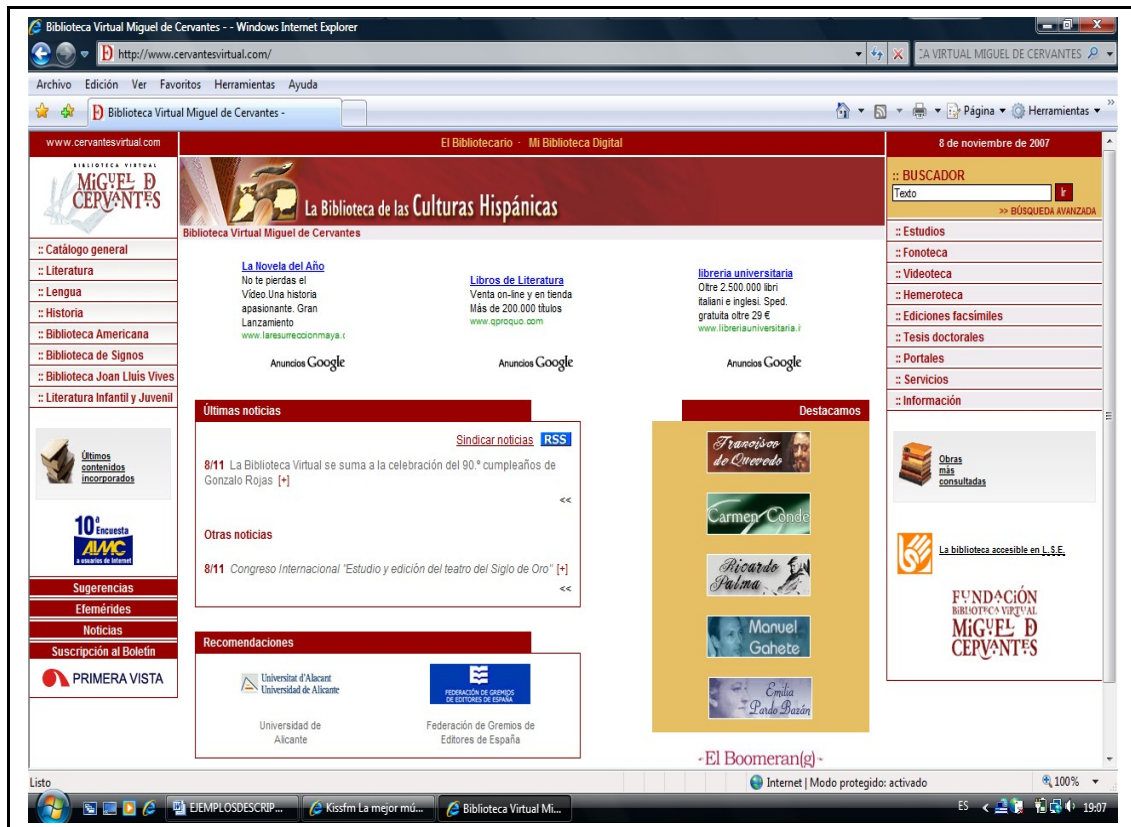 Biblioteca Virtual Miguel de Cervantes - - Windows Internet Explorer
http://www.cervantesvirtual.com/
CA VIRTUAL MIGUEL DE CERVANTES
Archivo Edición Ver Favoritos Herramientas Ayuda
Biblioteca Virtual Miguel de Cervantes -
Página Herramientas
www.cervantesvirtual.com
El Bibliotecario · Mi Biblioteca Digital
8 de noviembre de 2007
BIBLIOTECA VIRTUAL
MiGVEL D
CERVANTES
La Biblioteca de las Culturas Hispánicas
Biblioteca Virtual Miguel de Cervantes
:: BUSCADOR
Texto
Ir
>> BÚSQUEDA AVANZADA
:: Catálogo general
:: Literatura
:: Lengua
:: Historia
:: Biblioteca Americana
:: Biblioteca de Signos
:: Biblioteca Joan Lluís Vives
:: Literatura Infantil y Juvenil
Últimos
contenidos
incorporados
10ª Encuesta
AIMC
a usuarios de Internet
Sugerencias
Efemérides
Noticias
Suscripción al Boletín
PRIMERA VISTA
La Novela del Año
No te pierdas el
Vídeo.Una historia
apasionante. Gran
Lanzamiento
www.laresurreccionmaya.c
Anuncios Google
Libros de Literatura
Venta on-line y en tienda
Más de 200.000 títulos
www.qproquo.com
Anuncios Google
libreria universitaria
Oltre 2.500.000 libri
italiani e inglesi. Sped.
gratuita oltre 29 €
www.libreriauniversitaria.i
Anuncios Google
Últimas noticias
Sindicar noticias RSS
8/11 La Biblioteca Virtual se suma a la celebración del 90.º cumpleaños de
Gonzalo Rojas [+]
<<
Otras noticias
8/11 Congreso Internacional "Estudio y edición del teatro del Siglo de Oro" [+]
<<
Recomendaciones
Universitat d'Alacant
Universidad de Alicante
Universidad de
Alicante
FEDERACIÓN DE GREMIOS
DE EDITORES DE ESPAÑA
Federación de Gremios de
Editores de España
Destacamos
Francisco
de Quevedo
Carmen Conde
Ricardo
Palma
Manuel
Gahete
Emilia
Pardo Bazán
-El Boomeran(g)-
:: Estudios
:: Fonoteca
:: Videoteca
:: Hemeroteca
:: Ediciones facsímiles
:: Tesis doctorales
:: Portales
:: Servicios
:: Información
Obras
más
consultadas
La biblioteca accesible en L.S.E.
FVNDACiÓN
BIBLIOTECA VIRTVAL
MiGVEL D
CERVANTES
Listo
Internet | Modo protegido: activado
100%
EJEMPLOSDESCRIP...
Kissfm La mejor mú...
Biblioteca Virtual Mi...
ES
19:07